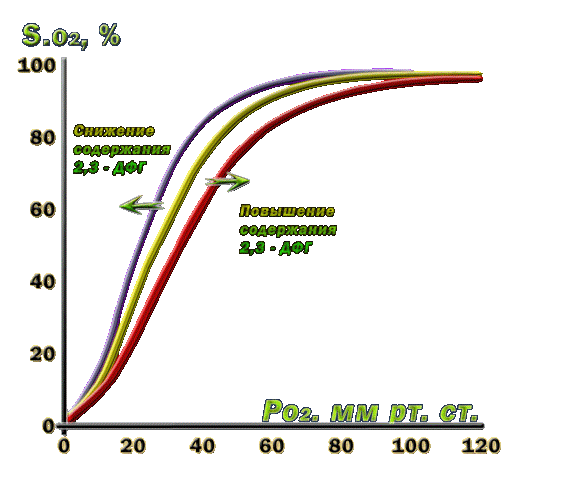 S.O2, %
100
80
Снижение
содержания
2,3 - ДФГ
60
Повышение
содержания
2,3 - ДФГ
40
20
0
PO2. мм рт. ст.
0 20 40 60 80 100 120